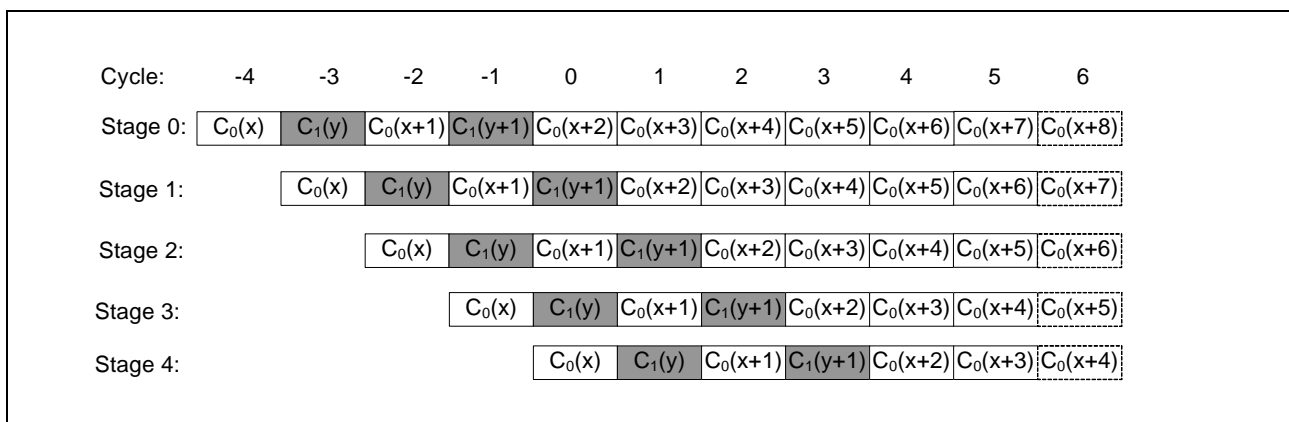 Cycle: -4 -3 -2 -1 0 1 2 3 4 5 6
Stage 0: C₀(x) C₁(y) C₀(x+1) C₁(y+1) C₀(x+2) C₀(x+3) C₀(x+4) C₀(x+5) C₀(x+6) C₀(x+7) C₀(x+8)
Stage 1: C₀(x) C₁(y) C₀(x+1) C₁(y+1) C₀(x+2) C₀(x+3) C₀(x+4) C₀(x+5) C₀(x+6) C₀(x+7)
Stage 2: C₀(x) C₁(y) C₀(x+1) C₁(y+1) C₀(x+2) C₀(x+3) C₀(x+4) C₀(x+5) C₀(x+6)
Stage 3: C₀(x) C₁(y) C₀(x+1) C₁(y+1) C₀(x+2) C₀(x+3) C₀(x+4) C₀(x+5)
Stage 4: C₀(x) C₁(y) C₀(x+1) C₁(y+1) C₀(x+2) C₀(x+3) C₀(x+4)